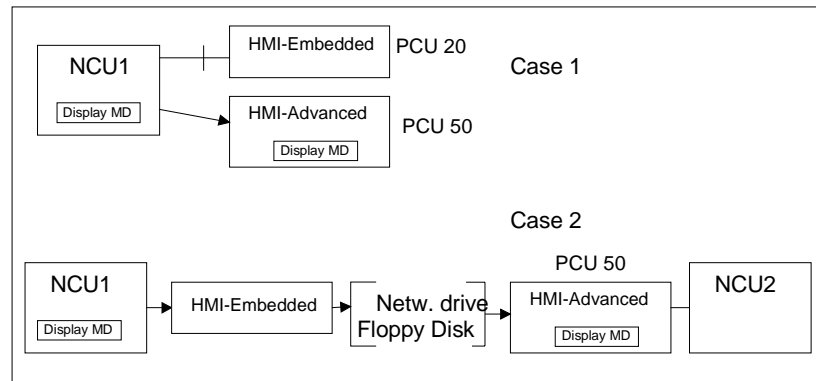 HMI-Embedded
PCU 20
Case 1
NCU1
Display MD
HMI-Advanced
PCU 50
Display MD
Case 2
PCU 50
NCU1
Display MD
HMI-Embedded
Netw. drive
Floppy Disk
HMI-Advanced
Display MD
NCU2